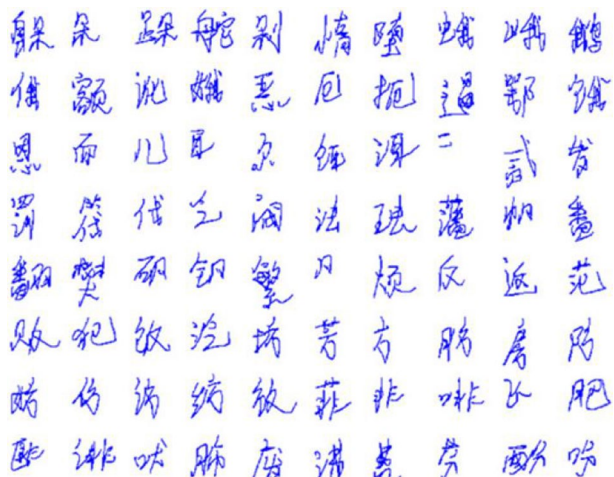 躲朵跺舵剁惰堕蛾峨鹅
俄额讹娥恶厄扼遏鄂饿
恩而儿耳尔饵洱二贰发
罚筏伐乏阀法珐藩帆番
翻樊矾钒繁凡烦反返范
贩犯饭泛坊芳方肪房防
妨仿访纺放菲非啡飞肥
匪诽吠肺废沸费芬酚吩